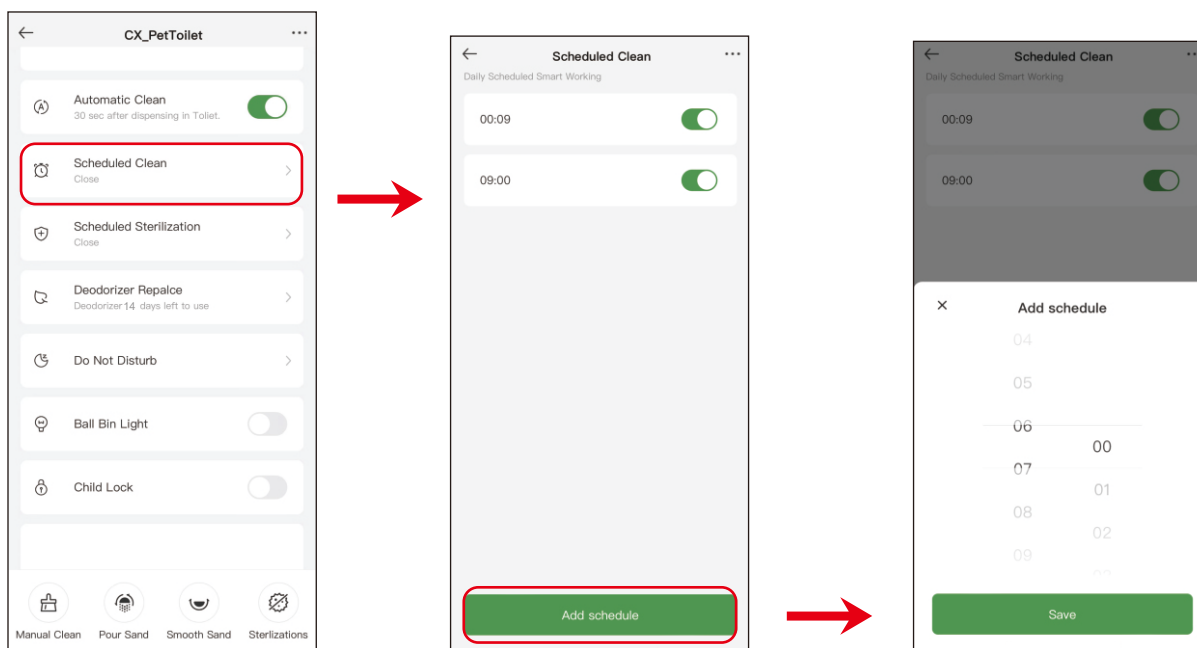 CX_PetToilet
Automatic Clean
30 sec after dispensing in Toliet.
Scheduled Clean
Close
Scheduled Sterilization
Close
Deodorizer Repalce
Deodorizer 14 days left to use
Do Not Disturb
Ball Bin Light
Child Lock
Manual Clean
Pour Sand
Smooth Sand
Sterlizations
Scheduled Clean
Daily Scheduled Smart Working
00:09
09:00
Add schedule
Scheduled Clean
Daily Scheduled Smart Working
00:09
09:00
Add schedule
04
05
06
00
07
01
08
02
09
Save